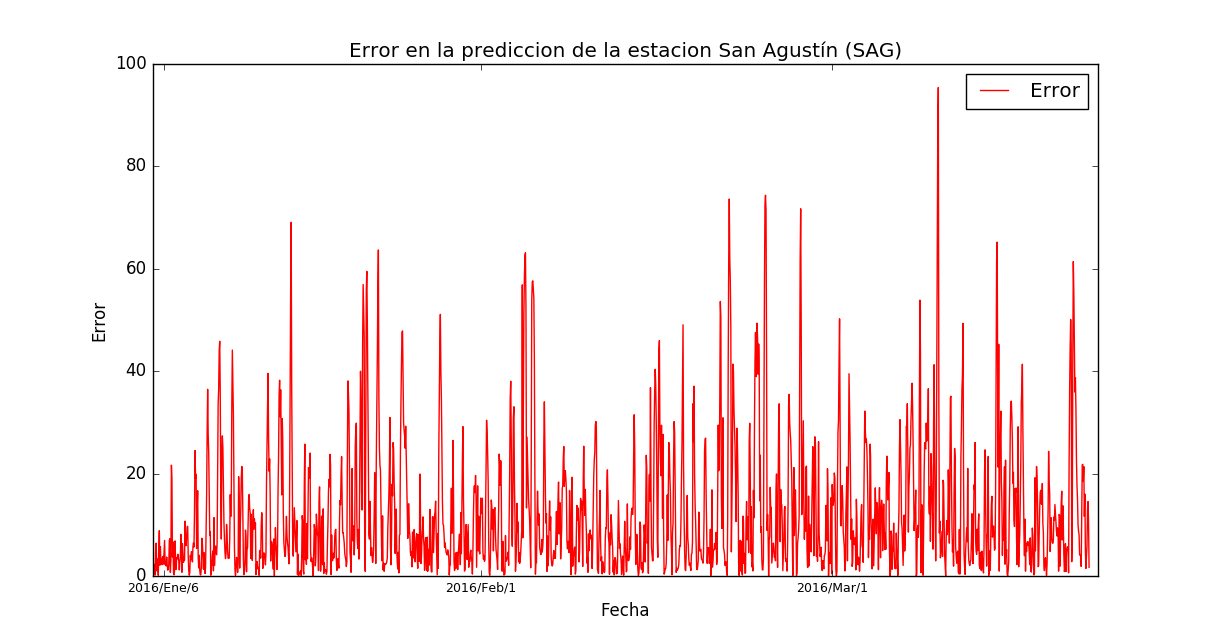 Error en la prediccion de la estacion San Agustín (SAG)
Error
100
80
60
40
20
0
Error
2016/Ene/6
2016/Feb/1
2016/Mar/1
Fecha